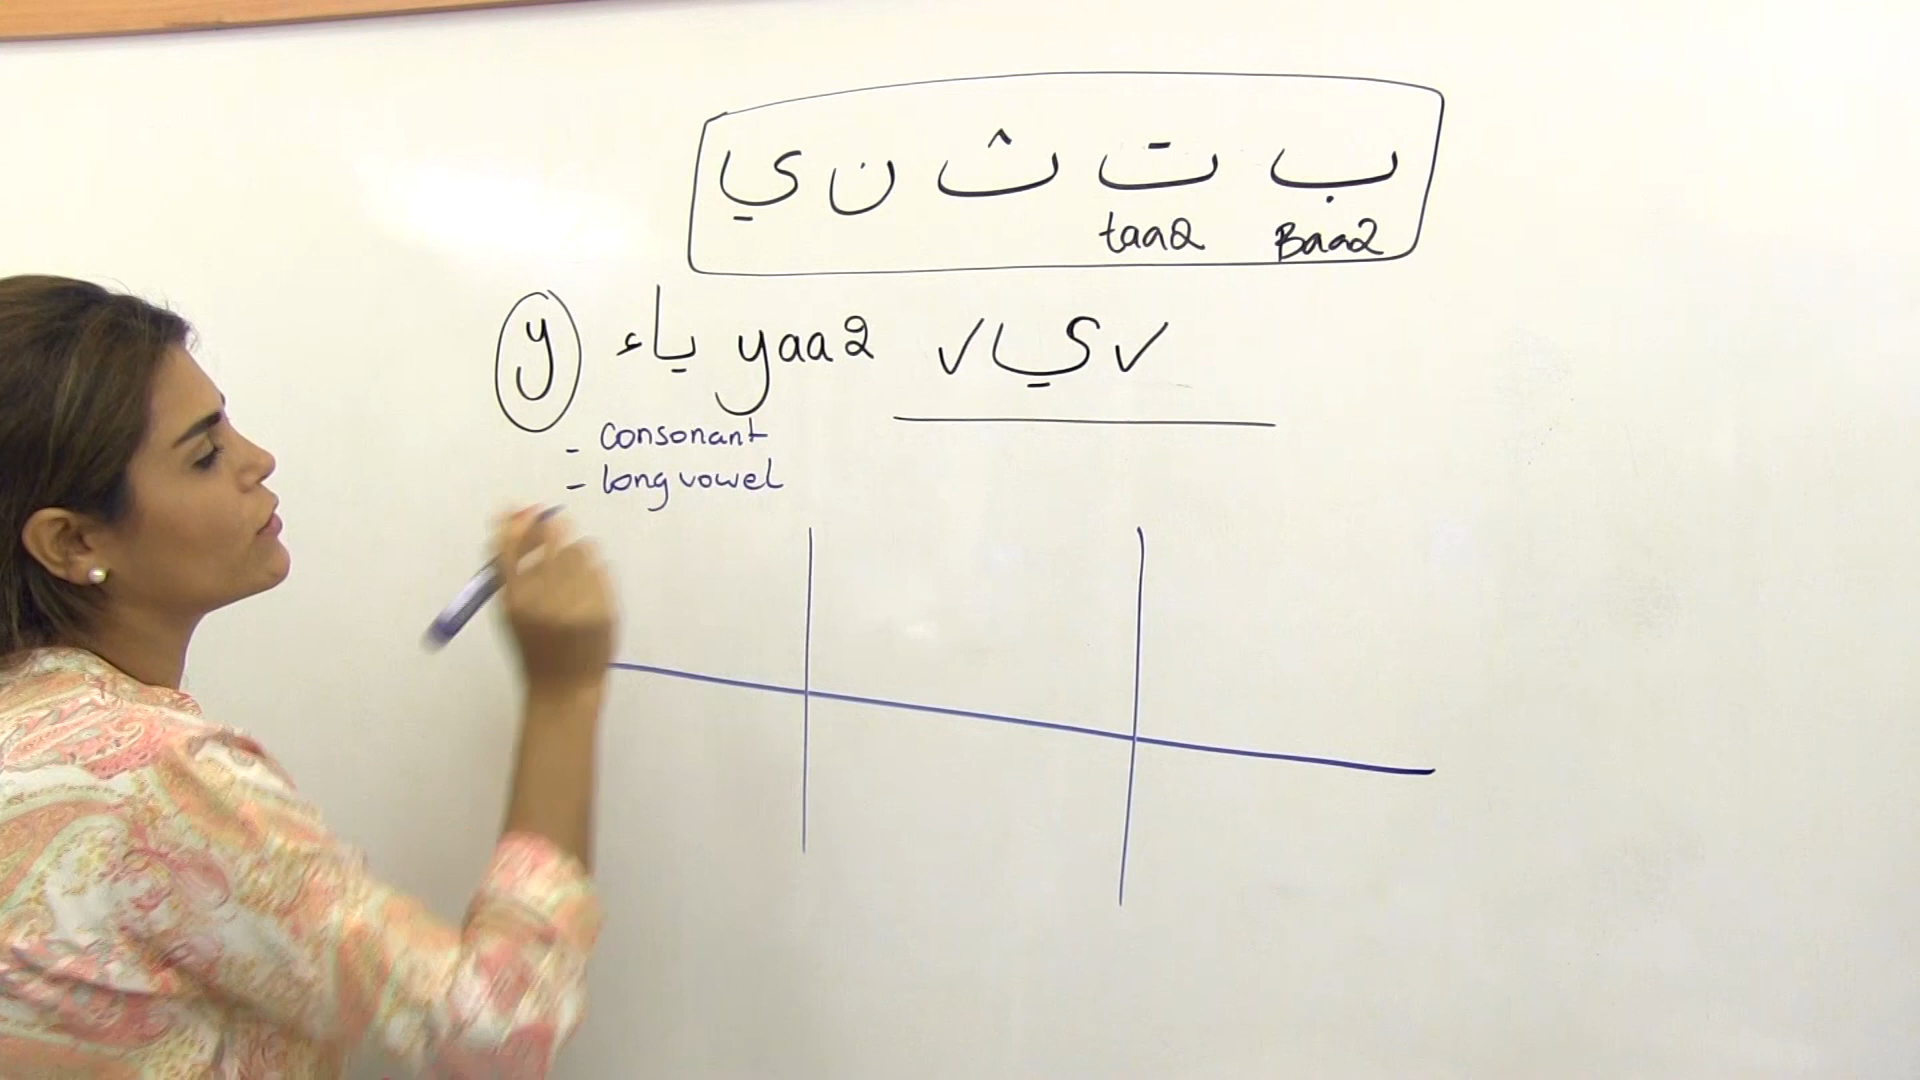 ب ت ث ن ي
taa2 Baa2
y ياء yaa2 ✓ ي ✓
- Consonant
- long vowel